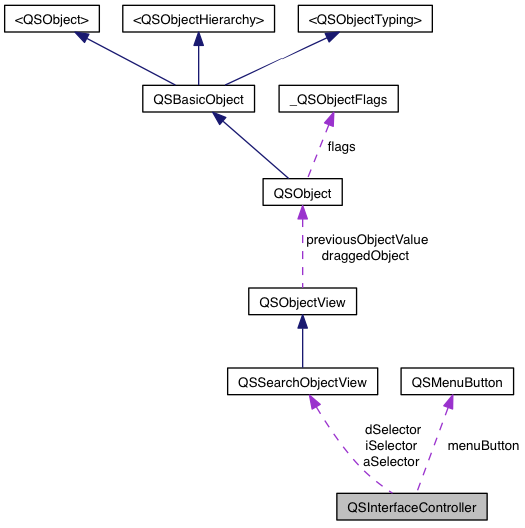 <QSObject>
<QSObjectHierarchy>
<QSObjectTyping>
QSBasicObject
_QSObjectFlags
flags
QSObject
previousObjectValue
draggedObject
QSObjectView
QSSearchObjectView
QSMenuButton
dSelector
iSelector
aSelector
menuButton
QSInterfaceController